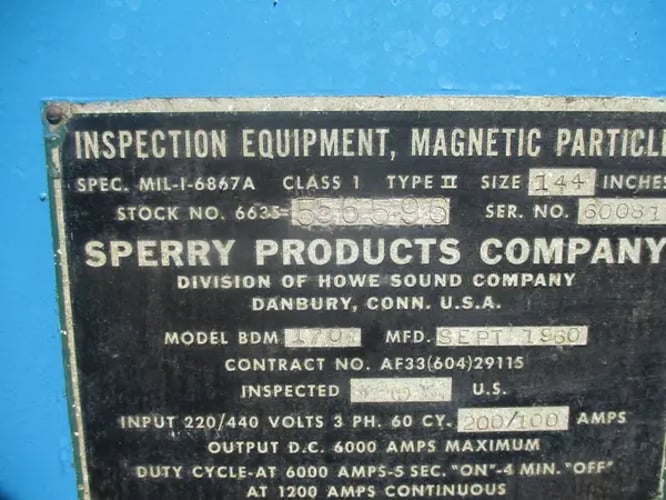 INSPECTION EQUIPMENT, MAGNETIC PARTICLE
SPEC. MIL-I-6867A CLASS 1 TYPE II SIZE 144 INCHES
STOCK NO. 6635- SER. NO. 60081
SPERRY PRODUCTS COMPANY
DIVISION OF HOWE SOUND COMPANY
DANBURY, CONN. U.S.A.
MODEL BDM MFD. SEPT 1960
CONTRACT NO. AF33(604)29115
INSPECTED U.S.
INPUT 220/440 VOLTS 3 PH. 60 CY. 200/100 AMPS
OUTPUT D.C. 6000 AMPS MAXIMUM
DUTY CYCLE-AT 6000 AMPS-5 SEC. "ON"-4 MIN. "OFF"
AT 1200 AMPS CONTINUOUS